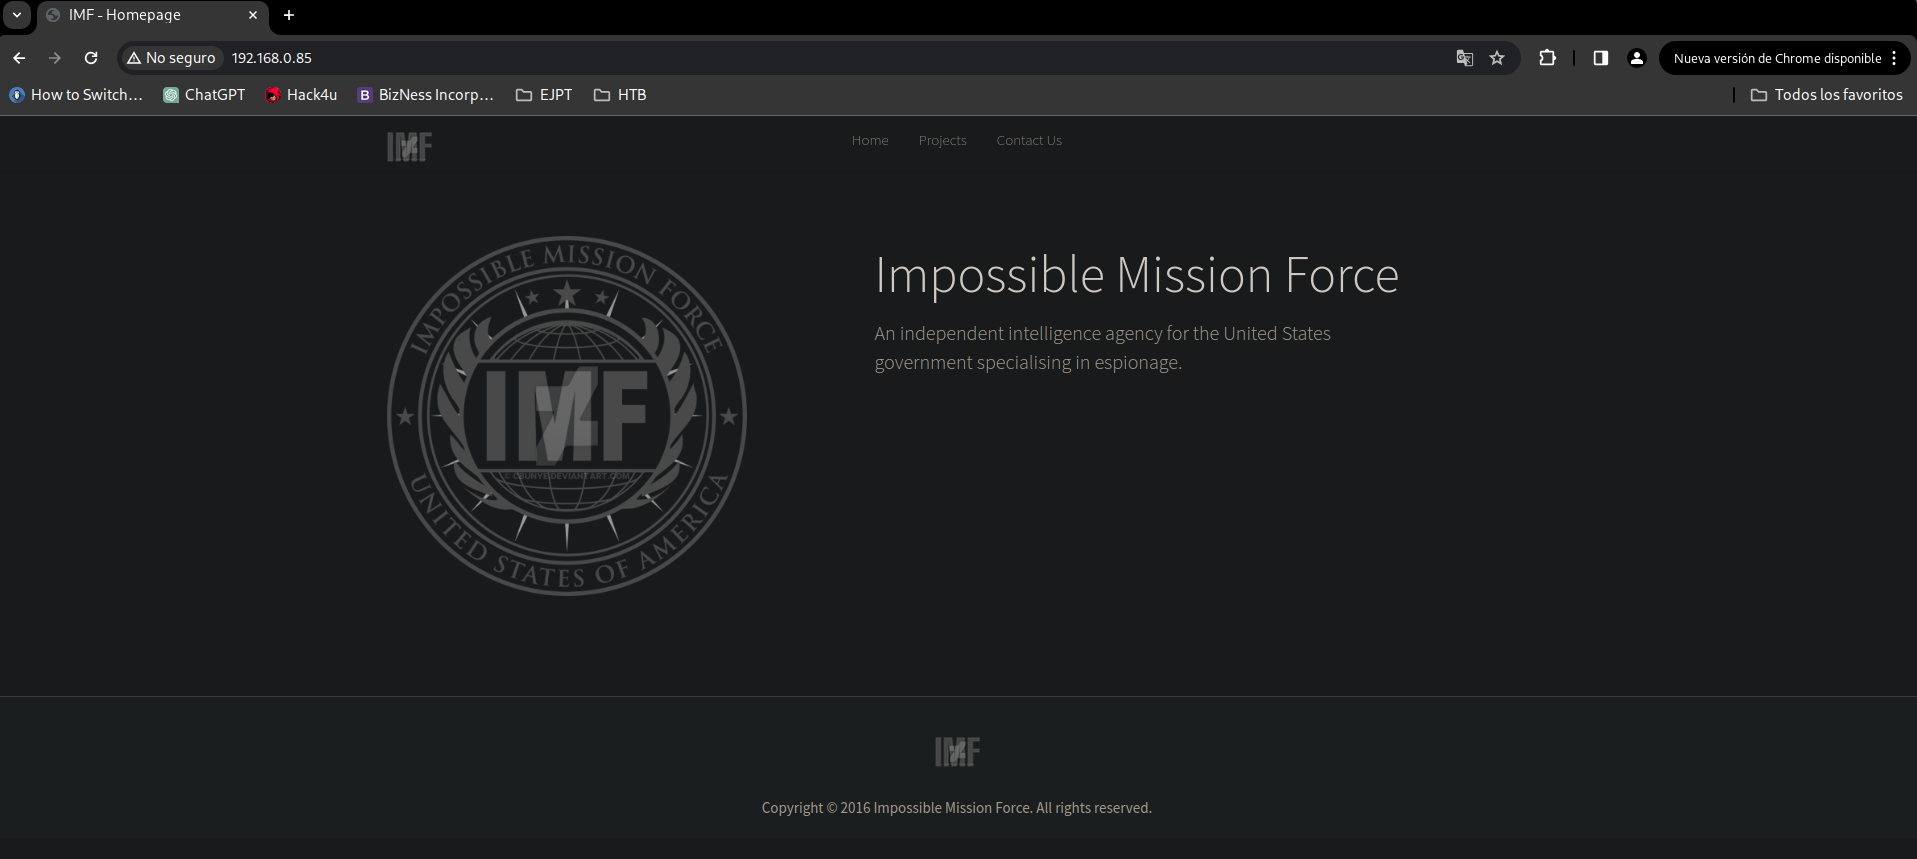 IMF - Homepage
No seguro 192.168.0.85
Nueva versión de Chrome disponible
How to Switch... ChatGPT Hack4u BizNess Incorp... EJPT HTB Todos los favoritos
IMF Home Projects Contact Us
IMPOSSIBLE MISSION FORCE
IMF
UNITED STATES OF AMERICA
Impossible Mission Force
An independent intelligence agency for the United States
government specialising in espionage.
IMF
Copyright © 2016 Impossible Mission Force. All rights reserved.